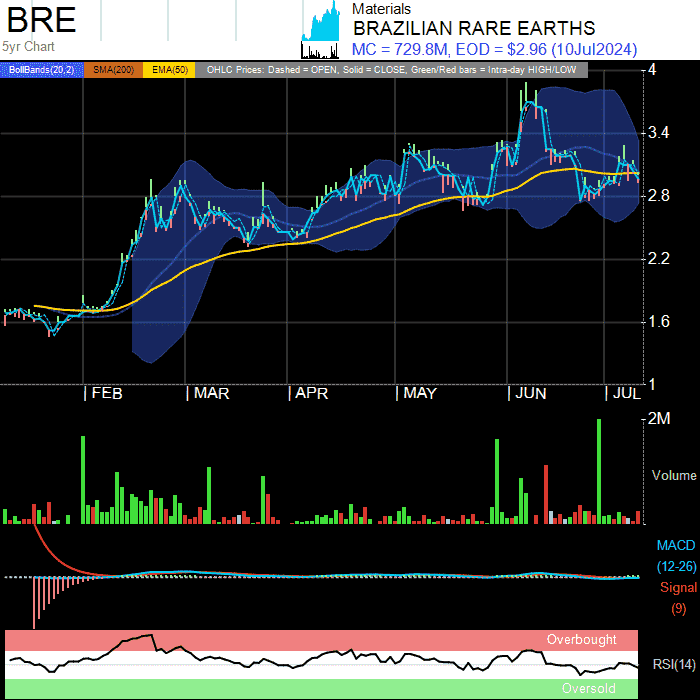 BRE
5yr Chart
Materials
BRAZILIAN RARE EARTHS
MC = 729.8M, EOD = $2.96 (10Jul2024)
BollBands(20,2) SMA(200) EMA(50) OHLC Prices: Dashed = OPEN, Solid = CLOSE, Green/Red bars = Intra-day HIGH/LOW
4
3.4
2.8
2.2
1.6
1
| FEB | MAR | APR | MAY | JUN | JUL
2M
Volume
MACD
(12-26)
Signal
(9)
Overbought
RSI(14)
Oversold